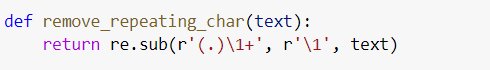 def remove_repeating_char(text):
    return re.sub(r'(.)\1+', r'\1', text)